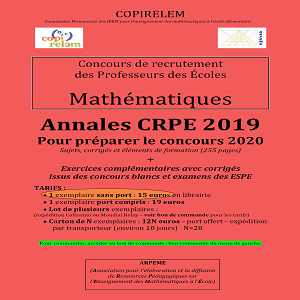 COPIRELEM
Commission Permanente des IREM pour l'enseignement des mathématiques à l'école élémentaire.
copi
relem
Concours de recrutement
des Professeurs des Écoles
Mathématiques
Annales CRPE 2019
Pour préparer le concours 2020
Sujets, corrigés et éléments de formation (255 pages)
+
Exercices complémentaires avec corrigés
issus des concours blancs et examens des ESPE
TARIFS :
• 1 exemplaire sans port : 15 euros en librairie
• 1 exemplaire port compris : 19 euros
• Lot de plusieurs exemplaires :
(expédition Colissimo ou Mondial Relay – voir bon de commande pour les tarifs).
• Carton de N exemplaires : 12N euros – port offert – expédition
par transporteur (environ 10 jours) N=20
Pour commander, accéder au bon de commande : lien Commande du menu de gauche.
ARPEME
(Association pour l'élaboration et la diffusion
de Ressources Pédagogiques sur
l'Enseignement des Mathématiques à l'École)